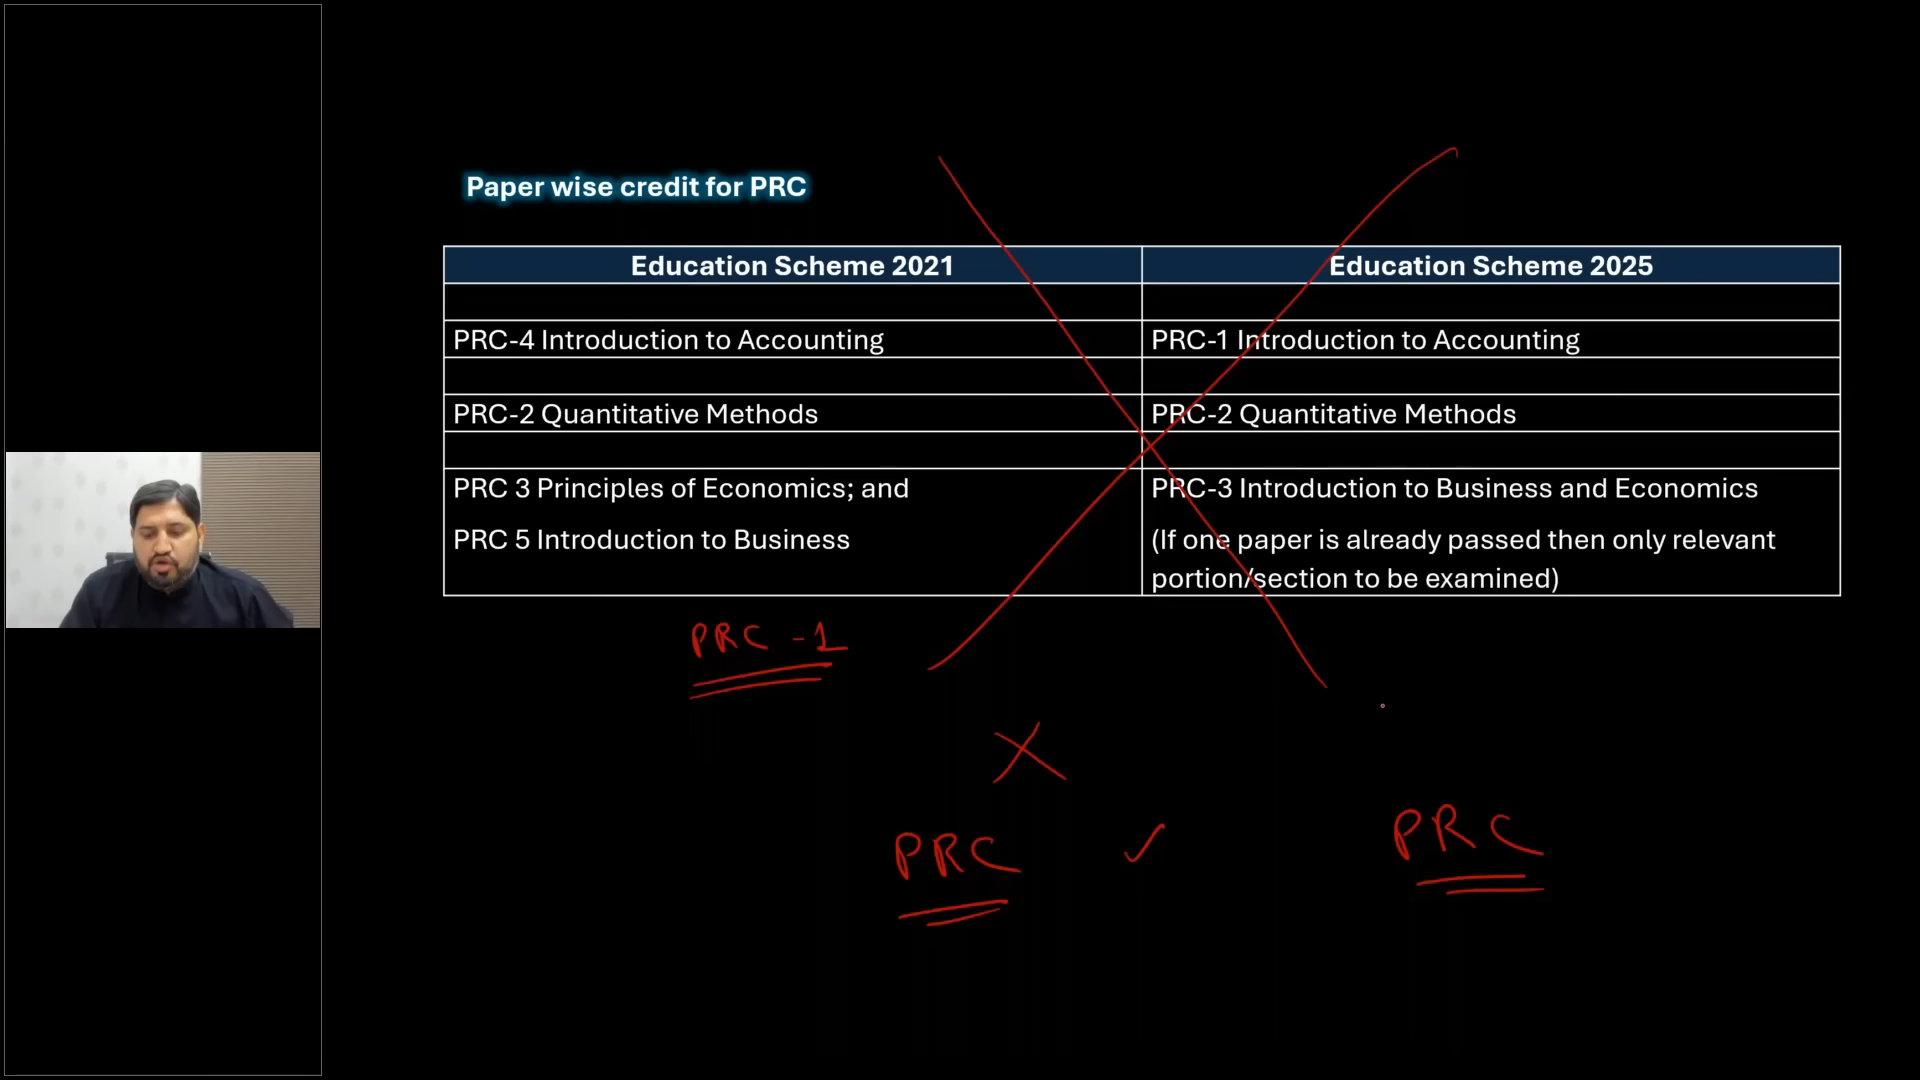 Paper wise credit for PRC
Education Scheme 2021
Education Scheme 2025
PRC-4 Introduction to Accounting
PRC-1 Introduction to Accounting
PRC-2 Quantitative Methods
PRC-2 Quantitative Methods
PRC 3 Principles of Economics; and
PRC 5 Introduction to Business
PRC-3 Introduction to Business and Economics
(If one paper is already passed then only relevant
portion/section to be examined)
PRC -1
PRC
PRC